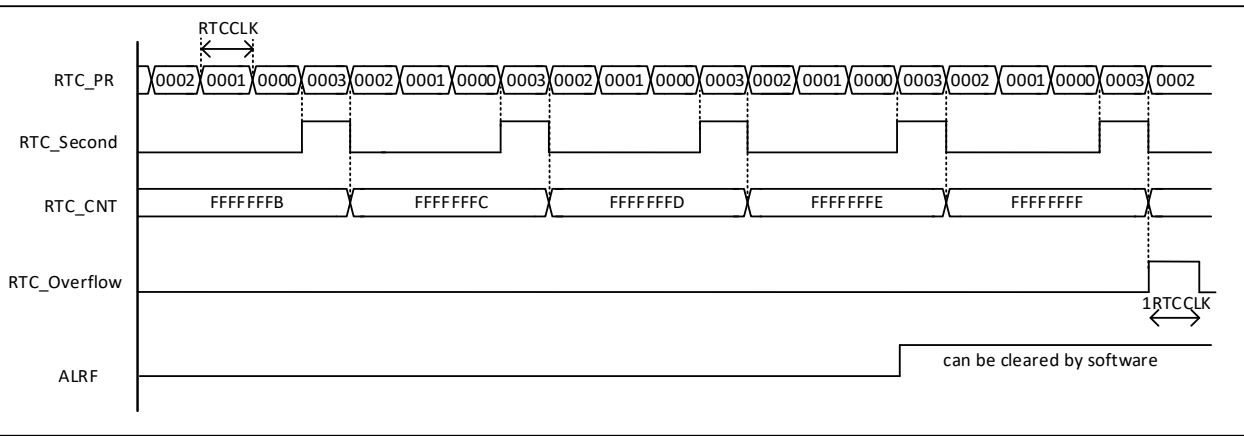 RTCCLK
RTC_PR 0002 0001 0000 0003 0002 0001 0000 0003 0002 0001 0000 0003 0002 0001 0000 0003 0002 0001 0000 0003 0002
RTC_Second
RTC_CNT FFFFFFFB FFFFFFFC FFFFFFFD FFFFFFFE FFFFFFFF
RTC_Overflow
1RTCCLK
ALRF can be cleared by software